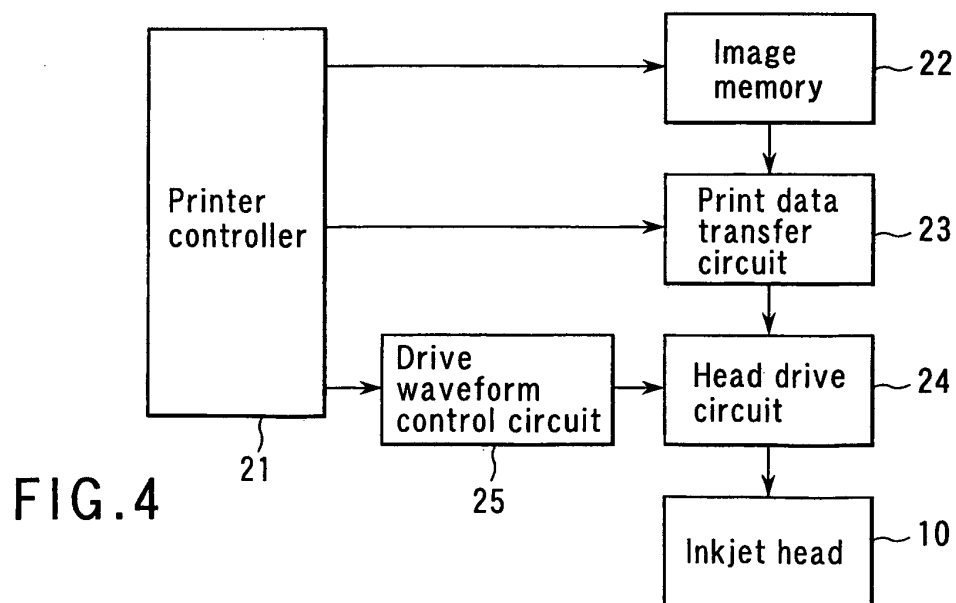 Image
memory
22
Printer
controller
Print data
transfer
circuit
23
Drive
waveform
control circuit
Head drive
circuit
24
21
25
FIG.4
Inkjet head
10